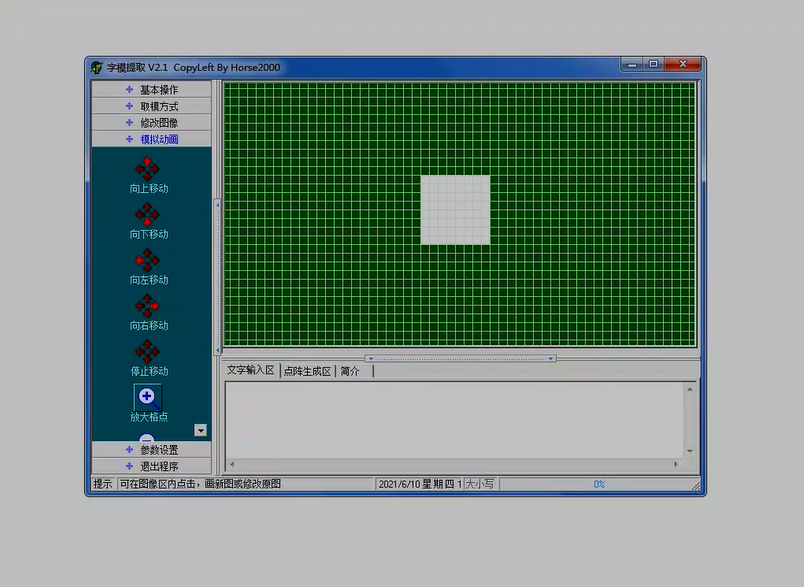 字模提取 V2.1 CopyLeft By Horse2000
基本操作
取模方式
修改图像
模拟动画
向上移动
向下移动
向左移动
向右移动
停止移动
放大格点
参数设置
退出程序
文字输入区
点阵生成区
简介
提示
可在图像区内点击，画新图或修改原图
2021/6/10 星期四 1
大小写
0%